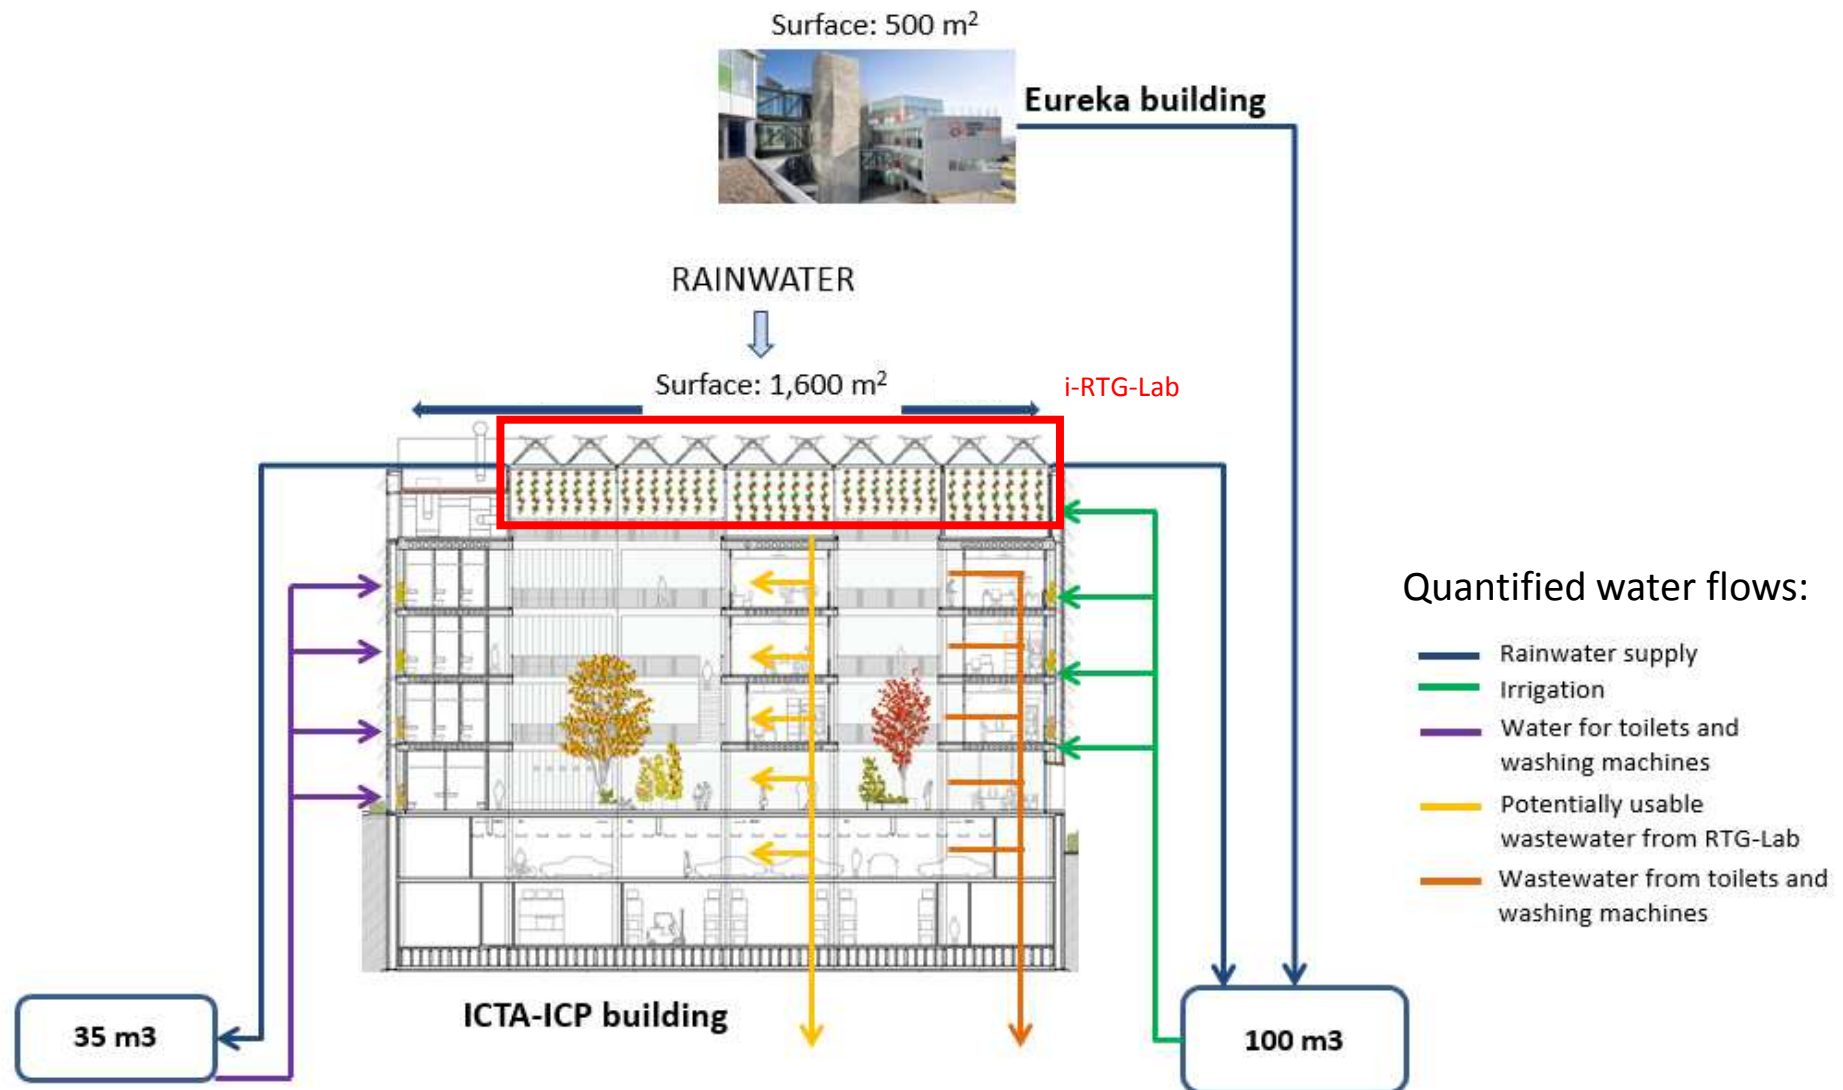 Surface: 500 m²
Eureka building
RAINWATER
Surface: 1,600 m²
i-RTG-Lab
Quantified water flows:
Rainwater supply
Irrigation
Water for toilets and
washing machines
Potentially usable
wastewater from RTG-Lab
Wastewater from toilets and
washing machines
ICTA-ICP building
35 m3
100 m3